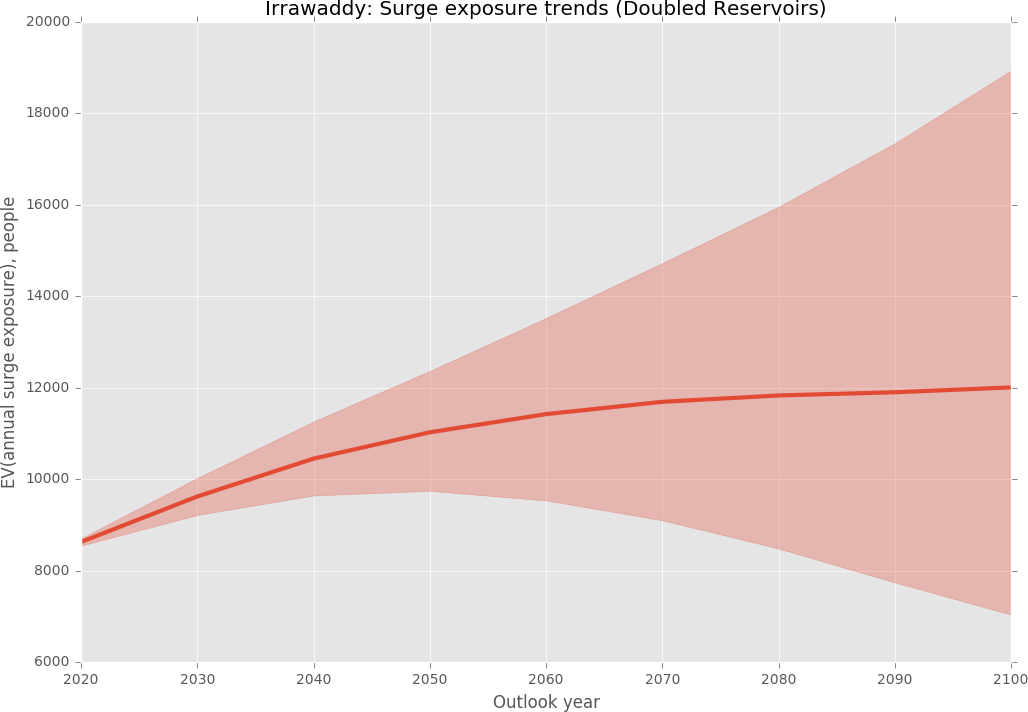 Irrawaddy: Surge exposure trends (Doubled Reservoirs)
20000
18000
16000
14000
12000
10000
8000
6000
EV(annual surge exposure), people
2020 2030 2040 2050 2060 2070 2080 2090 2100
Outlook year